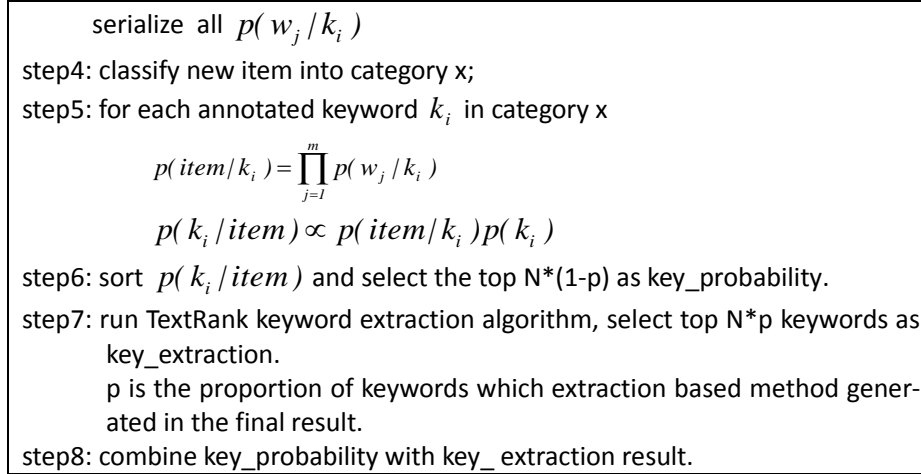 serialize all p( w_j / k_i )
step4: classify new item into category x;
step5: for each annotated keyword k_i in category x
p( item / k_i ) = ∏_{j=1}^{m} p( w_j / k_i )
p( k_i / item ) ∝ p( item / k_i ) p( k_i )
step6: sort p( k_i / item ) and select the top N*(1-p) as key_probability.
step7: run TextRank keyword extraction algorithm, select top N*p keywords as
key_extraction.
p is the proportion of keywords which extraction based method gener-
ated in the final result.
step8: combine key_probability with key_ extraction result.